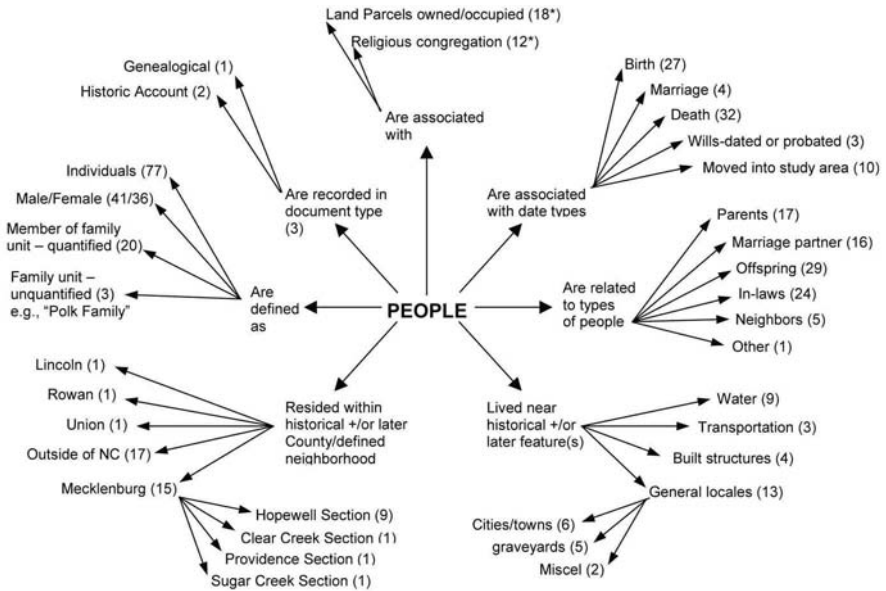 Land Parcels owned/occupied (18*)
Religious congregation (12*)
Are associated
with
Genealogical (1)
Historic Account (2)
Are recorded in
document type
(3)
Birth (27)
Marriage (4)
Death (32)
Wills-dated or probated (3)
Moved into study area (10)
Are associated
with date types
Individuals (77)
Male/Female (41/36)
Member of family
unit – quantified (20)
Family unit –
unquantified (3)
e.g., “Polk Family”
Are
defined
as
PEOPLE
Are related
to types
of people
Parents (17)
Marriage partner (16)
Offspring (29)
In-laws (24)
Neighbors (5)
Other (1)
Lincoln (1)
Rowan (1)
Union (1)
Outside of NC (17)
Mecklenburg (15)
Resided within
historical +/or later
County/defined
neighborhood
Hopewell Section (9)
Clear Creek Section (1)
Providence Section (1)
Sugar Creek Section (1)
Lived near
historical +/or
later feature(s)
Water (9)
Transportation (3)
Built structures (4)
General locales (13)
Cities/towns (6)
graveyards (5)
Miscel (2)